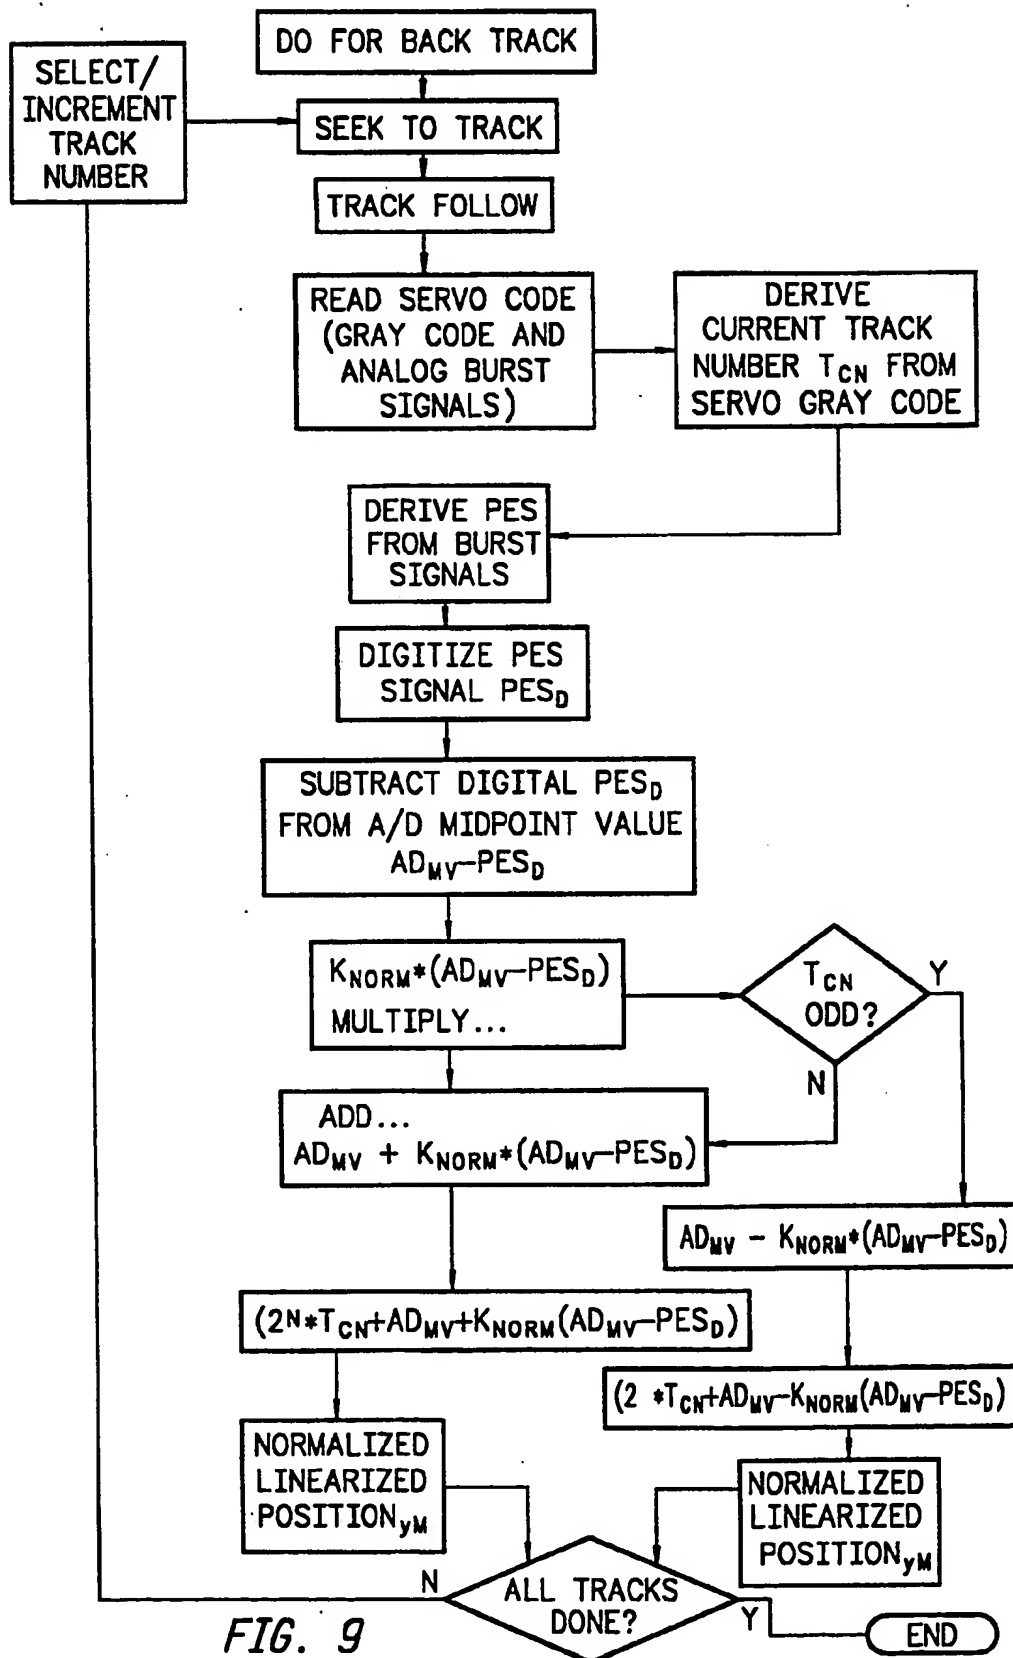 DO FOR BACK TRACK
SELECT/
INCREMENT
TRACK
NUMBER
SEEK TO TRACK
TRACK FOLLOW
READ SERVO CODE
(GRAY CODE AND
ANALOG BURST
SIGNALS)
DERIVE
CURRENT TRACK
NUMBER TCN FROM
SERVO GRAY CODE
DERIVE PES
FROM BURST
SIGNALS
DIGITIZE PES
SIGNAL PESD
SUBTRACT DIGITAL PESD
FROM A/D MIDPOINT VALUE
ADMV-PESD
KNORM*(ADMV-PESD)
MULTIPLY...
TCN
ODD?
Y
N
ADD...
ADMV + KNORM*(ADMV-PESD)
ADMV - KNORM*(ADMV-PESD)
(2N*TCN+ADMV+KNORM(ADMV-PESD)
(2 *TCN+ADMV-KNORM(ADMV-PESD)
NORMALIZED
LINEARIZED
POSITIONyM
NORMALIZED
LINEARIZED
POSITIONyM
ALL TRACKS
DONE?
N
Y
END
FIG. 9